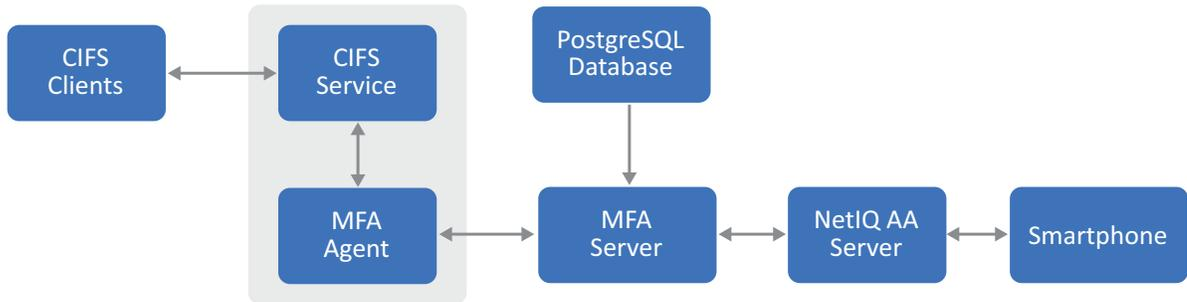 CIFS
Clients
CIFS
Service
PostgreSQL
Database
MFA
Agent
MFA
Server
NetIQ AA
Server
Smartphone